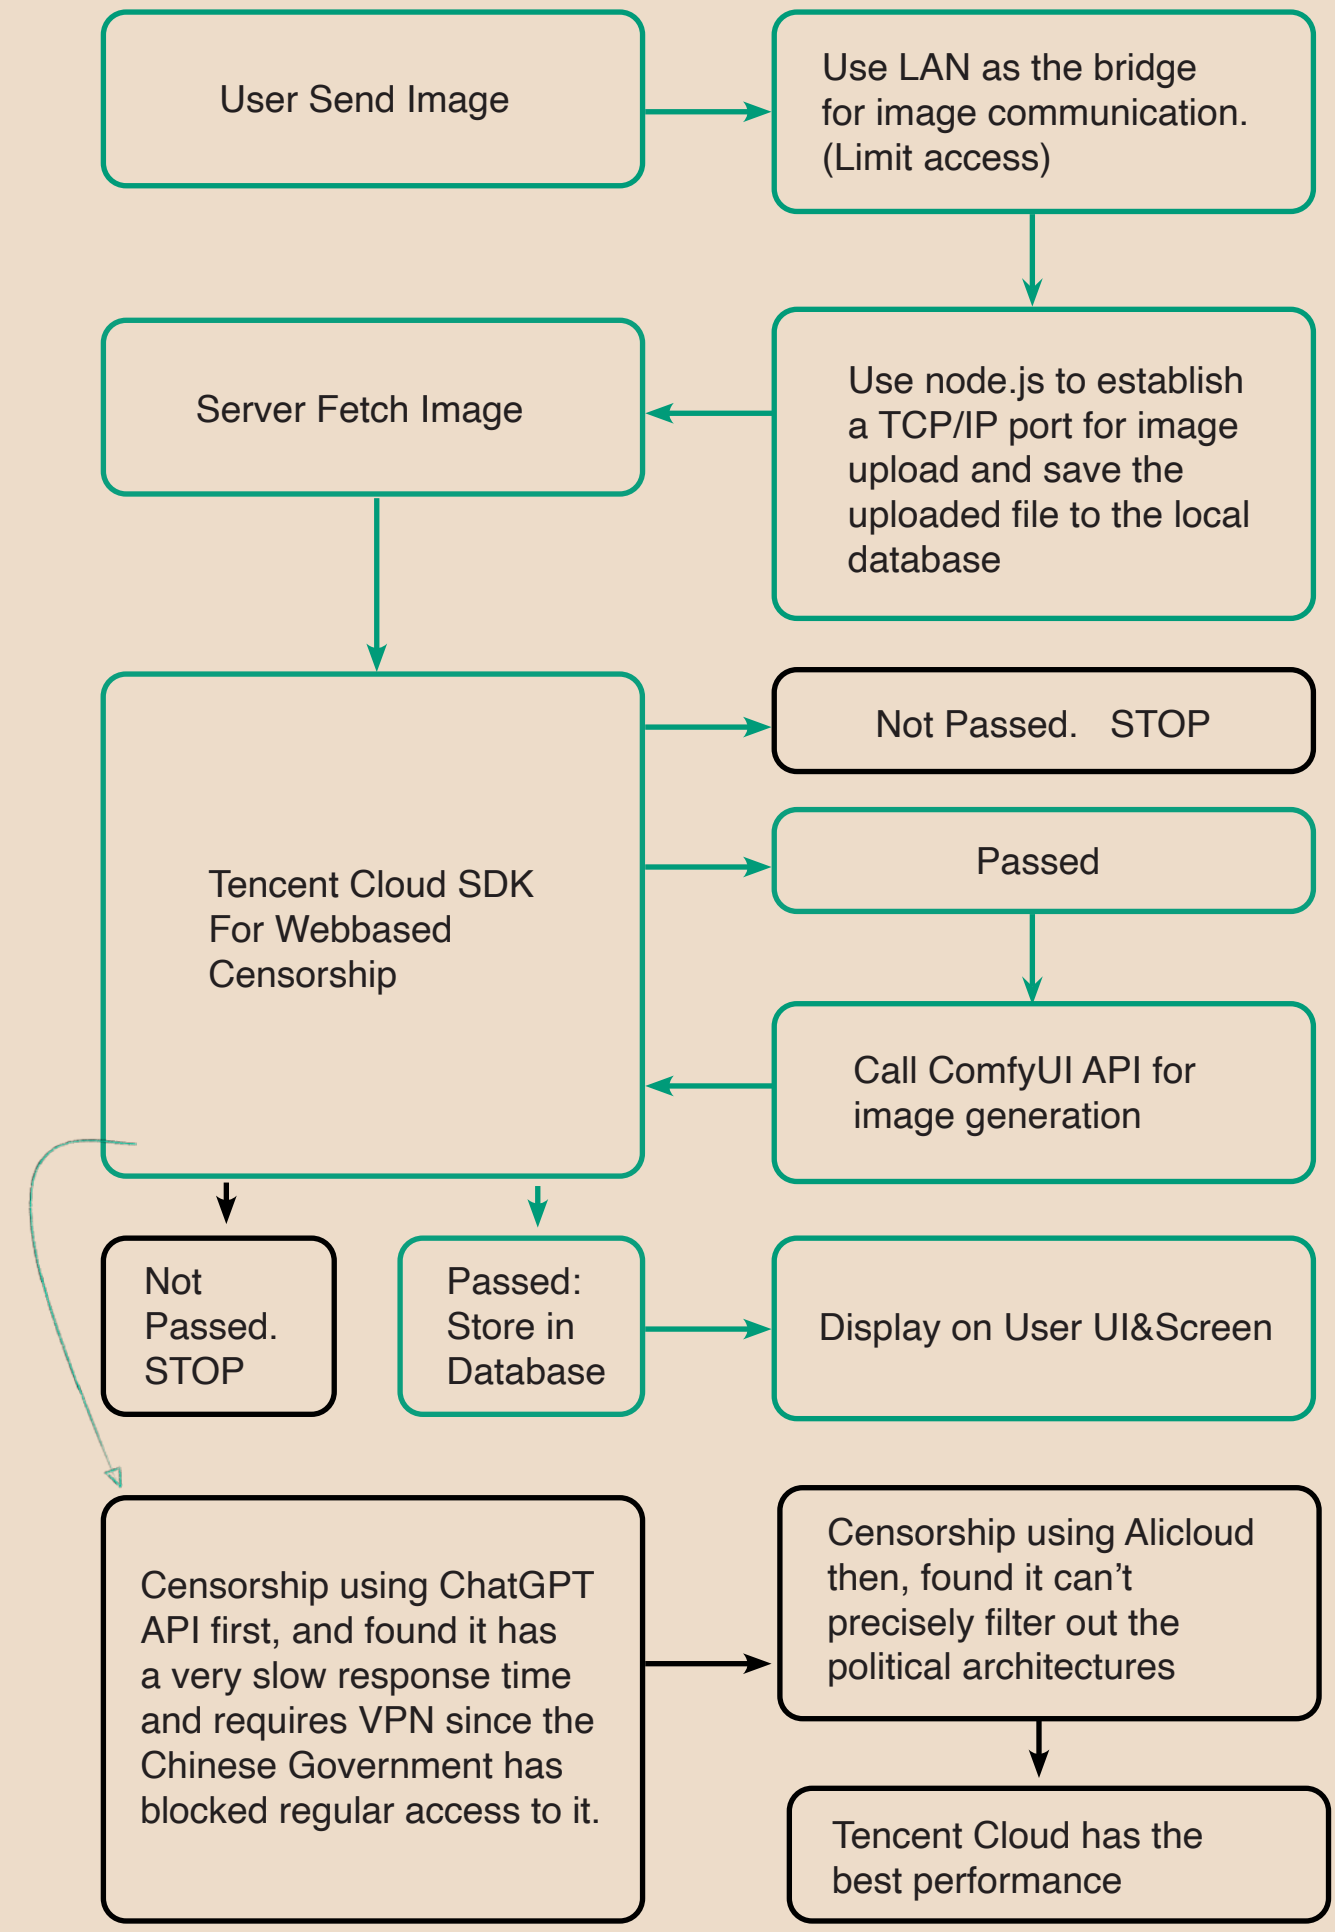 User Send Image
Use LAN as the bridge
for image communication.
(Limit access)
Server Fetch Image
Use node.js to establish
a TCP/IP port for image
upload and save the
uploaded file to the local
database
Tencent Cloud SDK
For Webbased
Censorship
Not Passed. STOP
Passed
Call ComfyUI API for
image generation
Not
Passed.
STOP
Passed:
Store in
Database
Display on User UI&Screen
Censorship using ChatGPT
API first, and found it has
a very slow response time
and requires VPN since the
Chinese Government has
blocked regular access to it.
Censorship using Alicloud
then, found it can’t
precisely filter out the
political architectures
Tencent Cloud has the
best performance